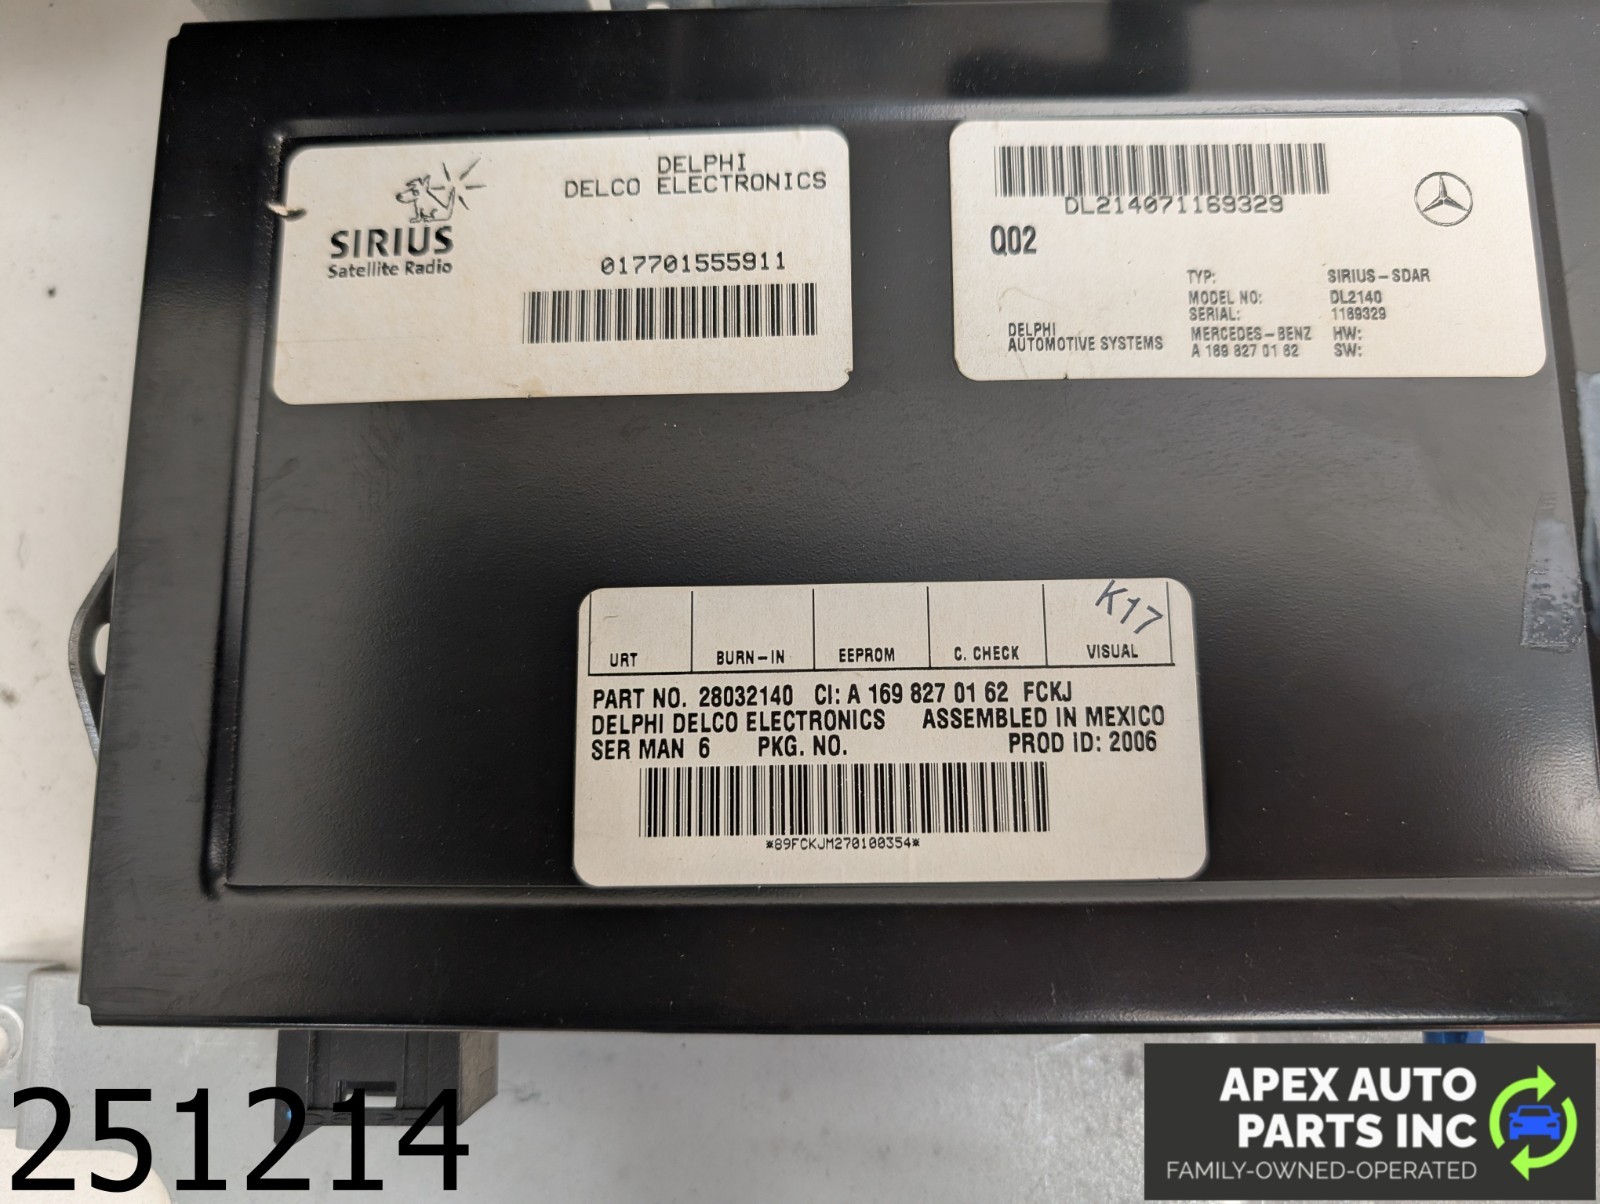 DELPHI
DELCO ELECTRONICS
SIRIUS
Satellite Radio
017701555911
DL214071169329
Q02
TYP: SIRIUS-SDAR
MODEL NO: DL2140
SERIAL: 1169329
DELPHI
AUTOMOTIVE SYSTEMS
MERCEDES-BENZ HW:
A 169 827 01 62 SW:
K17
URT BURN-IN EEPROM C. CHECK VISUAL
PART NO. 28032140 CI: A 169 827 01 62 FCKJ
DELPHI DELCO ELECTRONICS ASSEMBLED IN MEXICO
SER MAN 6 PKG. NO. PROD ID: 2006
*89FCKJM270100354*
251214
APEX AUTO
PARTS INC
FAMILY-OWNED-OPERATED